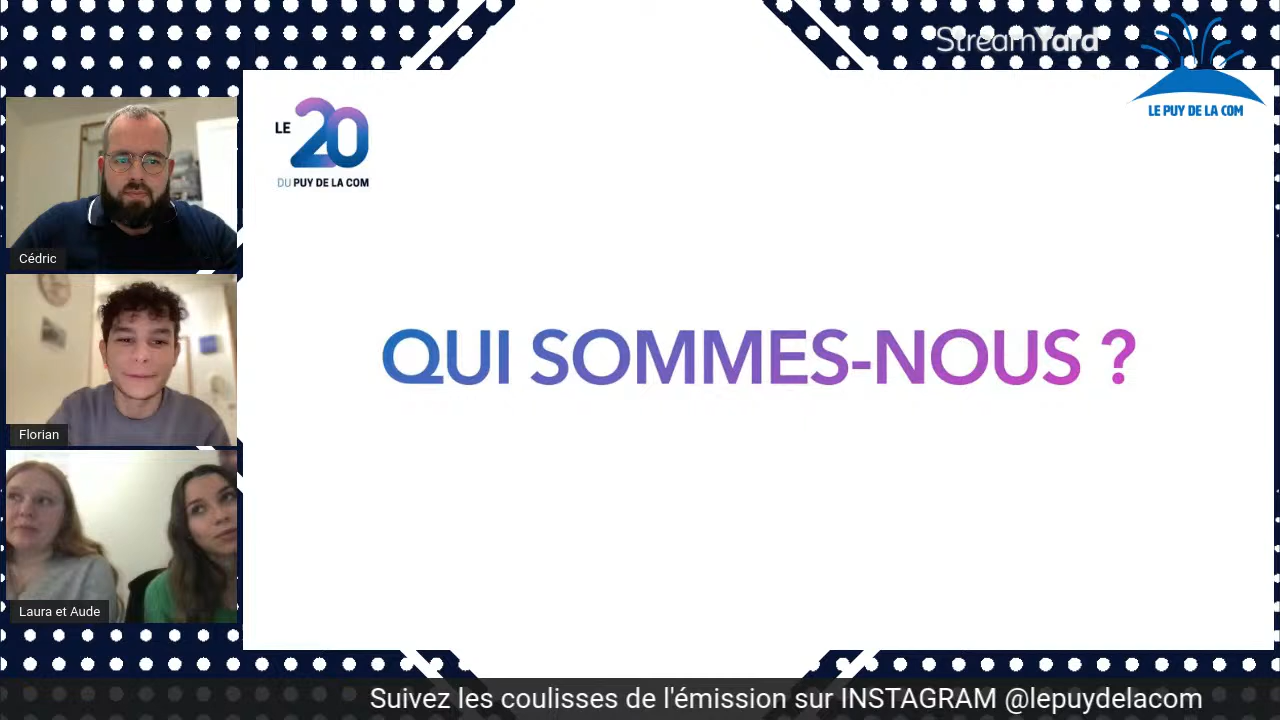 StreamYard
LE PUY DE LA COM
LE 20
DU PUY DE LA COM
Cédric
QUI SOMMES-NOUS ?
Florian
Laura et Aude
Suivez les coulisses de l'émission sur INSTAGRAM @lepuydelacom